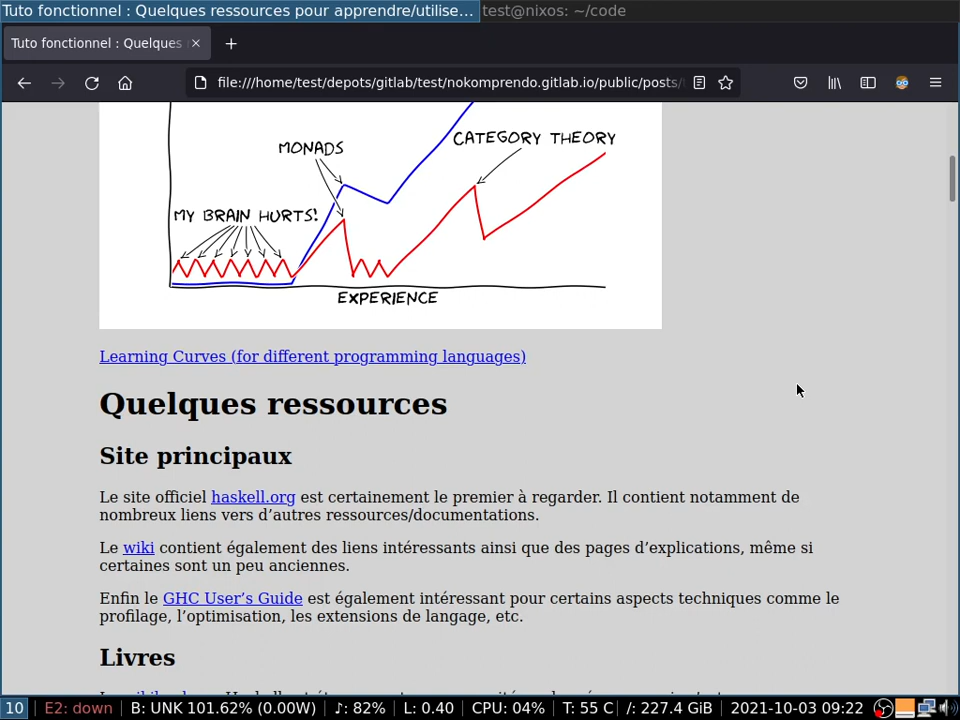 Tuto fonctionnel : Quelques ressources pour apprendre/utilise… test@nixos: ~/code
Tuto fonctionnel : Quelques
file:///home/test/depots/gitlab/test/nokomprendo.gitlab.io/public/posts/
MONADS
CATEGORY THEORY
MY BRAIN HURTS!
EXPERIENCE
Learning Curves (for different programming languages)
Quelques ressources
Site principaux
Le site officiel haskell.org est certainement le premier à regarder. Il contient notamment de
nombreux liens vers d’autres ressources/documentations.
Le wiki contient également des liens intéressants ainsi que des pages d’explications, même si
certaines sont un peu anciennes.
Enfin le GHC User’s Guide est également intéressant pour certains aspects techniques comme le
profilage, l’optimisation, les extensions de langage, etc.
Livres
10 E2: down B: UNK 101.62% (0.00W) ♪: 82% L: 0.40 CPU: 04% T: 55 C /: 227.4 GiB 2021-10-03 09:22